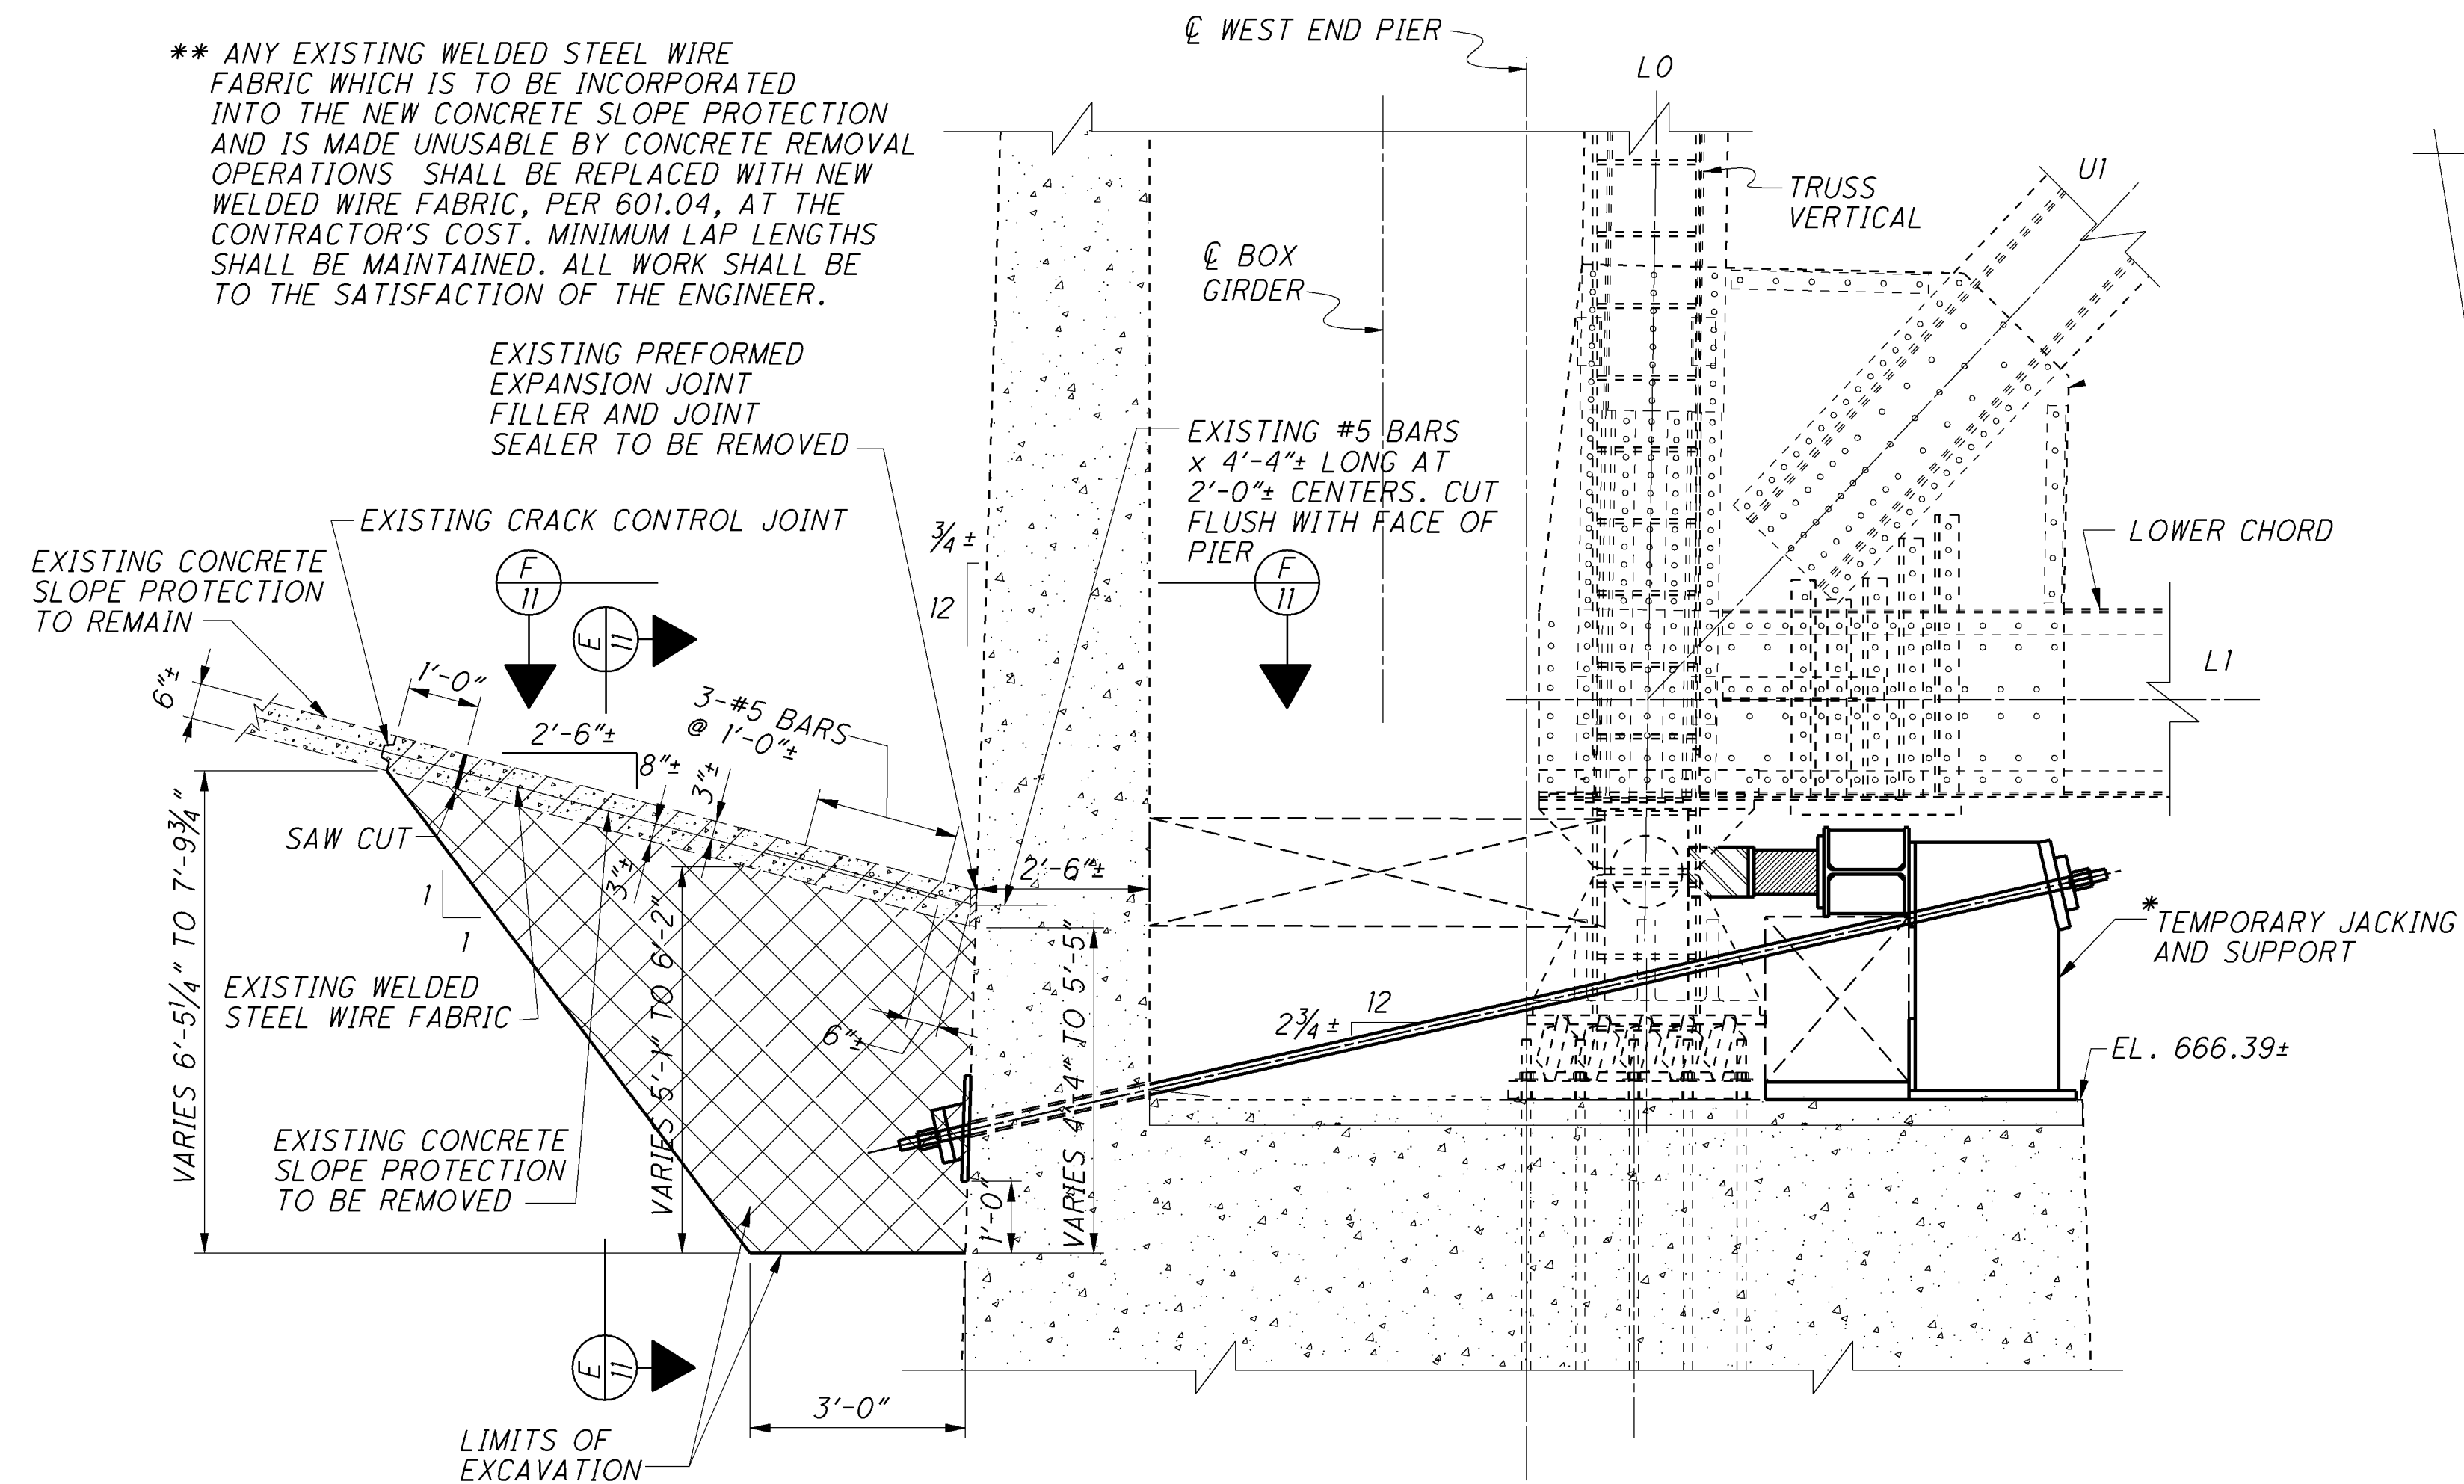 ** ANY EXISTING WELDED STEEL WIRE
FABRIC WHICH IS TO BE INCORPORATED
INTO THE NEW CONCRETE SLOPE PROTECTION
AND IS MADE UNUSABLE BY CONCRETE REMOVAL
OPERATIONS SHALL BE REPLACED WITH NEW
WELDED WIRE FABRIC, PER 601.04, AT THE
CONTRACTOR'S COST. MINIMUM LAP LENGTHS
SHALL BE MAINTAINED. ALL WORK SHALL BE
TO THE SATISFACTION OF THE ENGINEER.
℄ WEST END PIER
L0
U1
TRUSS
VERTICAL
℄ BOX
GIRDER
EXISTING PREFORMED
EXPANSION JOINT
FILLER AND JOINT
SEALER TO BE REMOVED
EXISTING #5 BARS
x 4'-4"± LONG AT
2'-0"± CENTERS. CUT
FLUSH WITH FACE OF
PIER
EXISTING CRACK CONTROL JOINT
3/4 ±
12
LOWER CHORD
EXISTING CONCRETE
SLOPE PROTECTION
TO REMAIN
F
11
E
11
F
11
L1
6"±
1'-0"
2'-6"±
8"±
3"±
3-#5 BARS
@ 1'-0"±
SAW CUT
3"±
2'-6"±
1
1
VARIES 6'-5 1/4" TO 7'-9 3/4"
VARIES 5'-1" TO 6'-2"
VARIES 4'-4" TO 5'-5"
*
TEMPORARY JACKING
AND SUPPORT
EXISTING WELDED
STEEL WIRE FABRIC
6"±
2 3/4 ±
12
EL. 666.39±
EXISTING CONCRETE
SLOPE PROTECTION
TO BE REMOVED
1'-0"
E
11
3'-0"
LIMITS OF
EXCAVATION